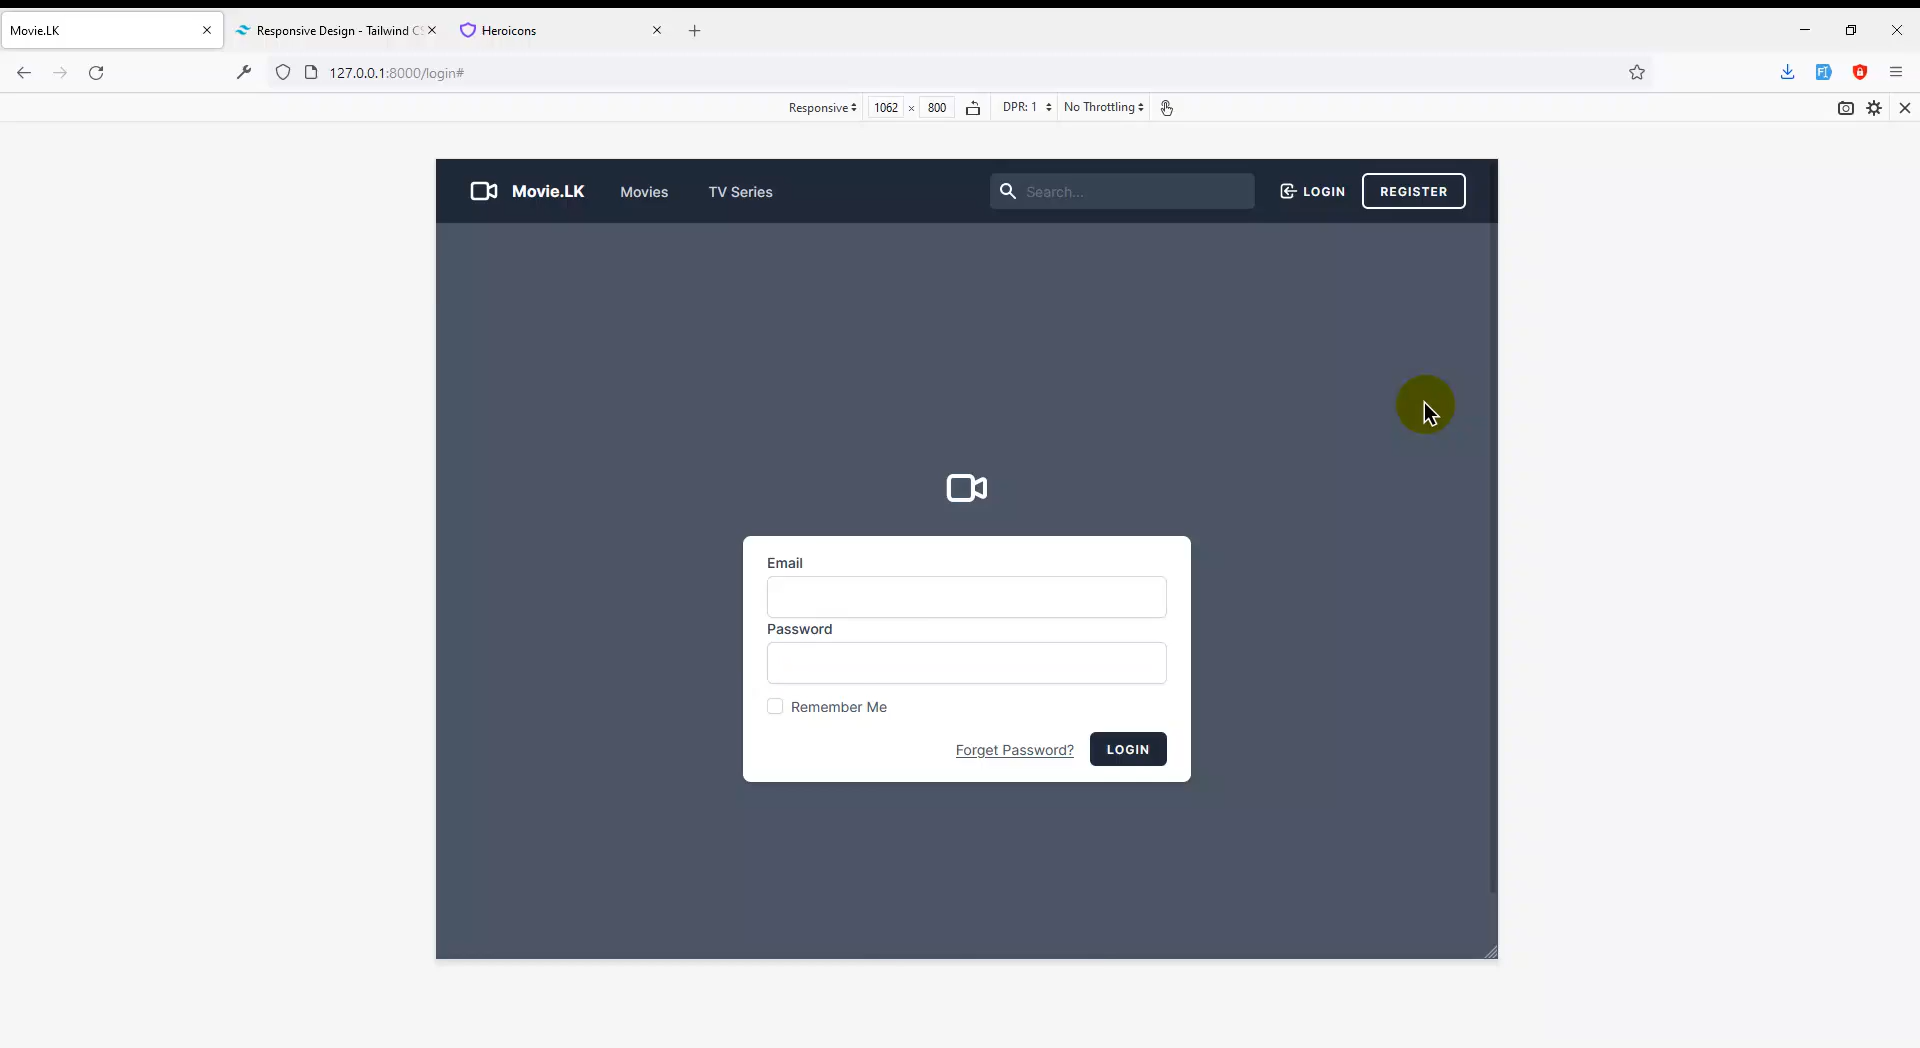 Movie.LK
Responsive Design - Tailwind CS
Heroicons
127.0.0.1:8000/login#
Responsive 1062 × 800 DPR: 1 No Throttling
Movie.LK Movies TV Series Search... LOGIN REGISTER
Email
Password
Remember Me
Forget Password? LOGIN